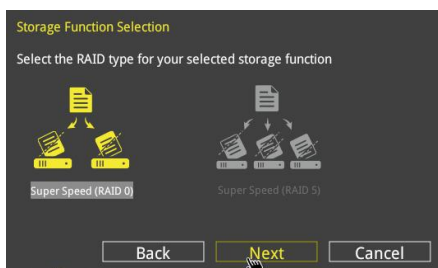 Storage Function Selection
Select the RAID type for your selected storage function
Super Speed (RAID 0)
Super Speed (RAID 5)
Back
Next
Cancel